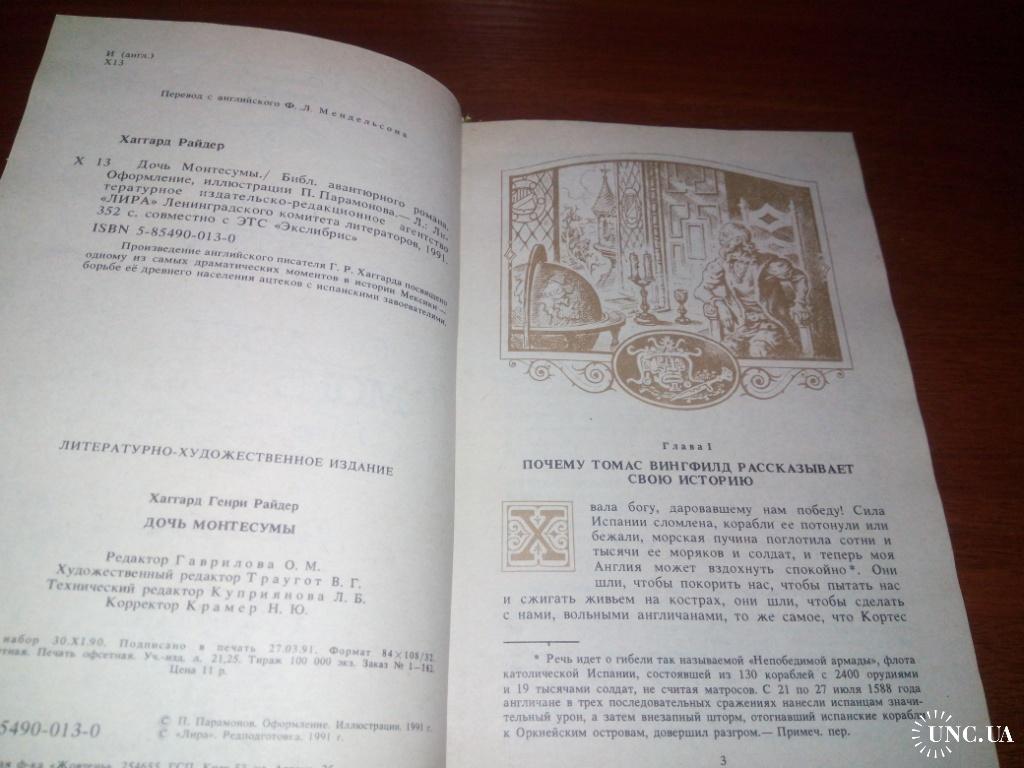 И (англ.)
Х13
Перевод с английского Ф. Л. Мендельсона
Хаггард Райдер
Х 13 Дочь Монтесумы./ Библ. авантюрного романа.
Оформление, иллюстрации П. Парамонова.— Л.: Ли-
тературное издательско-редакционное агентство
«ЛИРА» Ленинградского комитета литераторов, 1991.
352 с. совместно с ЭТС «Экслибрис»
ISBN 5-85490-013-0
Произведение английского писателя Г. Р. Хаггарда посвящено
одному из самых драматических моментов в истории Мексики —
борьбе её древнего населения ацтеков с испанскими завоевателями.
ЛИТЕРАТУРНО-ХУДОЖЕСТВЕННОЕ ИЗДАНИЕ
Хаггард Генри Райдер
ДОЧЬ МОНТЕСУМЫ
Редактор Гаврилова О. М.
Художественный редактор Траугот В. Г.
Технический редактор Куприянова Л. Б.
Корректор Крамер Н. Ю.
набор 30.XI.90. Подписано в печать 27.03.91. Формат 84×108/32.
Печать офсетная. Уч.-изд. л. 21,25. Тираж 100 000 экз. Заказ № 1-162.
Цена 11 р.
5490-013-0
© П. Парамонов. Оформление. Иллюстрации. 1991 г.
© «Лира». Редподготовка. 1991 г.
ф-ка «Жовтень». 254655, ГСП, Киев-53,
Глава I
ПОЧЕМУ ТОМАС ВИНГФИЛД РАССКАЗЫВАЕТ
СВОЮ ИСТОРИЮ
Хвала богу, даровавшему нам победу! Сила
Испании сломлена, корабли ее потонули или
бежали, морская пучина поглотила сотни и
тысячи ее моряков и солдат, и теперь моя
Англия может вздохнуть спокойно*. Они
шли, чтобы покорить нас, чтобы пытать нас
и сжигать живьем на кострах, они шли, чтобы сделать
с нами, вольными англичанами, то же самое, что Кортес
* Речь идет о гибели так называемой «Непобедимой армады», флота
католической Испании, состоявшей из 130 кораблей с 2400 орудиями
и 19 тысячами солдат, не считая матросов. С 21 по 27 июля 1588 года
англичане в трех последовательных сражениях нанесли испанцам значи-
тельный урон, а затем внезапный шторм, отогнавший испанские корабли
к Оркнейским островам, довершил разгром.— Примеч. пер.
3
UNC.UA